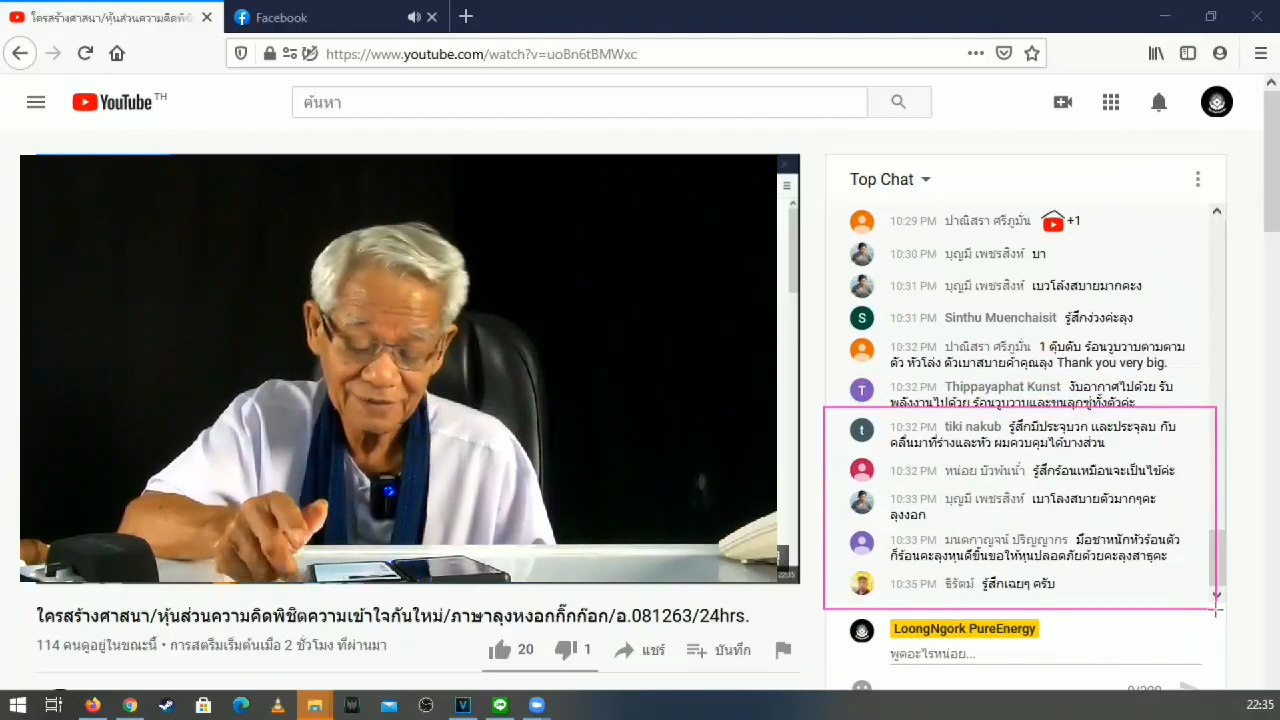 ใครสร้างศาสนา/หุ้นส่วนความคิดพิชิ
Facebook
https://www.youtube.com/watch?v=uoBn6tBMWxc
YouTube TH
ค้นหา
Top Chat
10:29 PM ปาณิสรา ศรีภูมั่น +1
10:30 PM บุญมี เพชรสิงห์ บา
10:31 PM บุญมี เพชรสิงห์ เบวโล้งสบายมากคะง
S 10:31 PM Sinthu Muenchaisit รู้สึกง่วงค่ะลุง
10:32 PM ปาณิสรา ศรีภูมั่น 1 ตุ๊บตับ ร้อนวูบวาบตามตาม
ตัว หัวโล่ง ตัวเบาสบายค้าคุณลุง Thank you very big.
T 10:32 PM Thippayaphat Kunst งับอากาศไปด้วย รับ
พลังงานไปด้วย ร้อนวูบวาบและขนลุกซู่ทั้งตัวค่ะ
t 10:32 PM tiki nakub รู้สึกมีประจุบวก และประจุลบ กับ
คลื่นมาที่ร่างและหัว ผมควบคุมได้บางส่วน
10:32 PM หน่อย บัวพันน้ำ รู้สึกร้อนเหมือนจะเป็นไข้ค่ะ
10:33 PM บุญมี เพชรสิงห์ เบาโลงสบายตัวมากๆคะ
ลุงงอก
10:33 PM มนตกาญจน์ ปริญญากร มือชาหนักหัวร้อนตัว
ก็ร้อนคะลุงหุนดีขึ้นขอให้หุนปลอดภัยด้วยคะลุงสาธุคะ
10:35 PM ธีรัตม์ รู้สึกเฉยๆ ครับ
22:35
ใครสร้างศาสนา/หุ้นส่วนความคิดพิชิตความเข้าใจกันใหม่/ภาษาลุงหงอกกิ๊กก๊อก/อ.081263/24hrs.
114 คนดูอยู่ในขณะนี้ • การสตรีมเริ่มต้นเมื่อ 2 ชั่วโมง ที่ผ่านมา
20 1 แชร์ บันทึก
LoongNgork PureEnergy
พูดอะไรหน่อย...
0/200
22:35